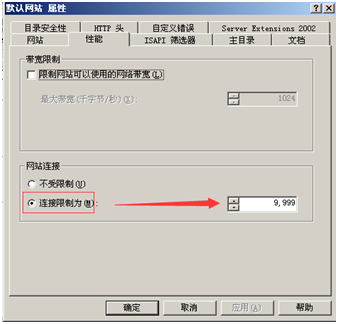 默认网站 属性
目录安全性 HTTP 头 自定义错误 Server Extensions 2002
网站 性能 ISAPI 筛选器 主目录 文档
带宽限制
限制网站可以使用的网络带宽(L)
最大带宽(千字节/秒)(X): 1024
网站连接
不受限制(U)
连接限制为(M): 9,999
确定 取消 应用(A) 帮助